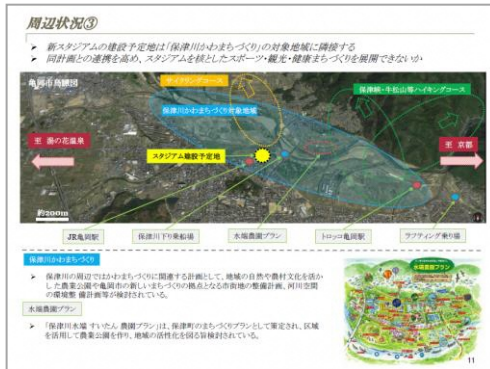 周辺状況③
➢ 新スタジアムの建設予定地は「保津川かわまちづくり」の対象地域に隣接する
➢ 同計画との連携を高め、スタジアムを核としたスポーツ・観光・健康まちづくりを展開できないか
亀岡市鳥瞰図
サイクリングコース
保津峡・牛松山等ハイキングコース
保津川かわまちづくり対象地域
至 湯の花温泉
スタジアム建設予定地
至 京都
約200m
JR亀岡駅
保津川下り乗船場
水端農園プラン
トロッコ亀岡駅
ラフティング乗り場
保津川かわまちづくり
➢ 保津川の周辺ではかわまちづくりに関連する計画として、地域の自然や農村文化を活か
した農業公園や亀岡市の新しいまちづくりの拠点となる市街地の整備計画、河川空間
の環境整 備計画等が検討されている。
水端農園プラン
➢ 「保津川水端 すいたん 農園プラン」は、保津町のまちづくりプランとして策定され、区域
を活用して農業公園を作り、地域の活性化を図る旨検討されている。
水端農園プラン
11